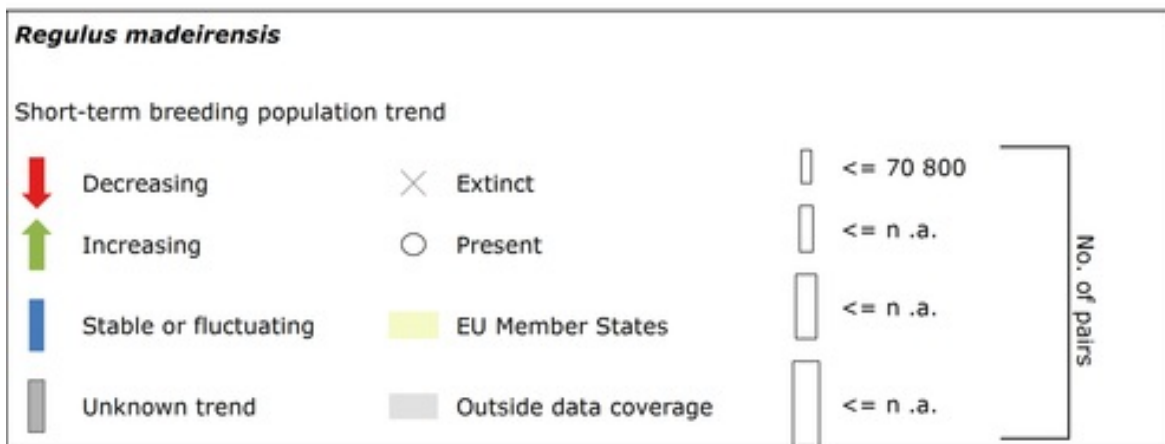 Regulus madeirensis
Short-term breeding population trend
Decreasing
Extinct
<= 70 800
Increasing
Present
<= n .a.
Stable or fluctuating
EU Member States
<= n .a.
Unknown trend
Outside data coverage
<= n .a.
No. of pairs